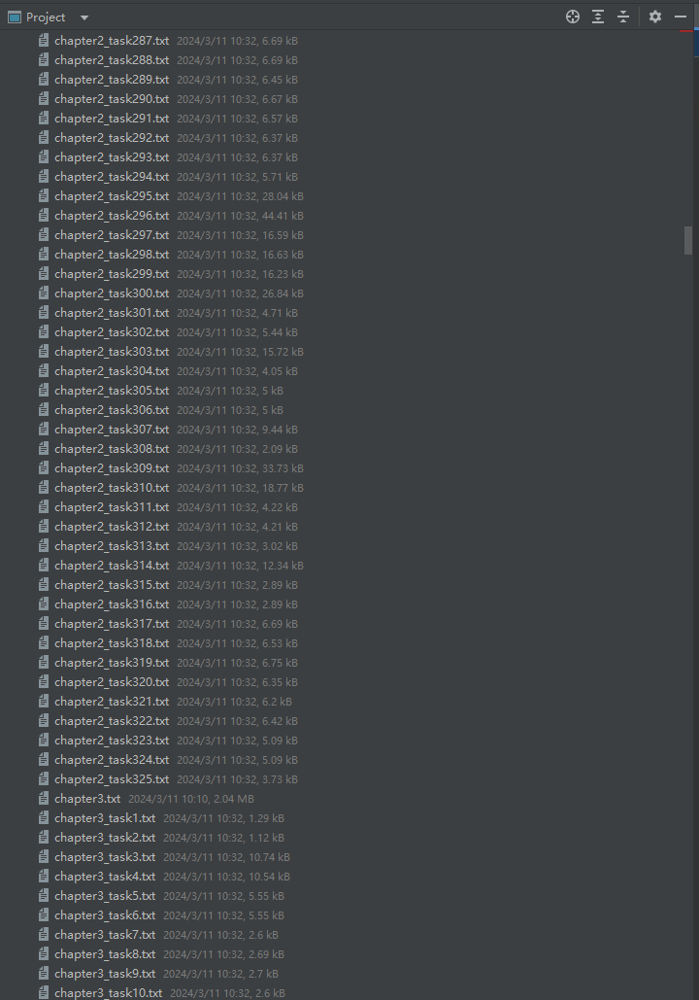 Project
chapter2_task287.txt 2024/3/11 10:32, 6.69 kB
chapter2_task288.txt 2024/3/11 10:32, 6.69 kB
chapter2_task289.txt 2024/3/11 10:32, 6.45 kB
chapter2_task290.txt 2024/3/11 10:32, 6.67 kB
chapter2_task291.txt 2024/3/11 10:32, 6.57 kB
chapter2_task292.txt 2024/3/11 10:32, 6.37 kB
chapter2_task293.txt 2024/3/11 10:32, 6.37 kB
chapter2_task294.txt 2024/3/11 10:32, 5.71 kB
chapter2_task295.txt 2024/3/11 10:32, 28.04 kB
chapter2_task296.txt 2024/3/11 10:32, 44.41 kB
chapter2_task297.txt 2024/3/11 10:32, 16.59 kB
chapter2_task298.txt 2024/3/11 10:32, 16.63 kB
chapter2_task299.txt 2024/3/11 10:32, 16.23 kB
chapter2_task300.txt 2024/3/11 10:32, 26.84 kB
chapter2_task301.txt 2024/3/11 10:32, 4.71 kB
chapter2_task302.txt 2024/3/11 10:32, 5.44 kB
chapter2_task303.txt 2024/3/11 10:32, 15.72 kB
chapter2_task304.txt 2024/3/11 10:32, 4.05 kB
chapter2_task305.txt 2024/3/11 10:32, 5 kB
chapter2_task306.txt 2024/3/11 10:32, 5 kB
chapter2_task307.txt 2024/3/11 10:32, 9.44 kB
chapter2_task308.txt 2024/3/11 10:32, 2.09 kB
chapter2_task309.txt 2024/3/11 10:32, 33.73 kB
chapter2_task310.txt 2024/3/11 10:32, 18.77 kB
chapter2_task311.txt 2024/3/11 10:32, 4.22 kB
chapter2_task312.txt 2024/3/11 10:32, 4.21 kB
chapter2_task313.txt 2024/3/11 10:32, 3.02 kB
chapter2_task314.txt 2024/3/11 10:32, 12.34 kB
chapter2_task315.txt 2024/3/11 10:32, 2.89 kB
chapter2_task316.txt 2024/3/11 10:32, 2.89 kB
chapter2_task317.txt 2024/3/11 10:32, 6.69 kB
chapter2_task318.txt 2024/3/11 10:32, 6.53 kB
chapter2_task319.txt 2024/3/11 10:32, 6.75 kB
chapter2_task320.txt 2024/3/11 10:32, 6.35 kB
chapter2_task321.txt 2024/3/11 10:32, 6.2 kB
chapter2_task322.txt 2024/3/11 10:32, 6.42 kB
chapter2_task323.txt 2024/3/11 10:32, 5.09 kB
chapter2_task324.txt 2024/3/11 10:32, 5.09 kB
chapter2_task325.txt 2024/3/11 10:32, 3.73 kB
chapter3.txt 2024/3/11 10:10, 2.04 MB
chapter3_task1.txt 2024/3/11 10:32, 1.29 kB
chapter3_task2.txt 2024/3/11 10:32, 1.12 kB
chapter3_task3.txt 2024/3/11 10:32, 10.74 kB
chapter3_task4.txt 2024/3/11 10:32, 10.54 kB
chapter3_task5.txt 2024/3/11 10:32, 5.55 kB
chapter3_task6.txt 2024/3/11 10:32, 5.55 kB
chapter3_task7.txt 2024/3/11 10:32, 2.6 kB
chapter3_task8.txt 2024/3/11 10:32, 2.69 kB
chapter3_task9.txt 2024/3/11 10:32, 2.7 kB
chapter3_task10.txt 2024/3/11 10:32, 2.6 kB